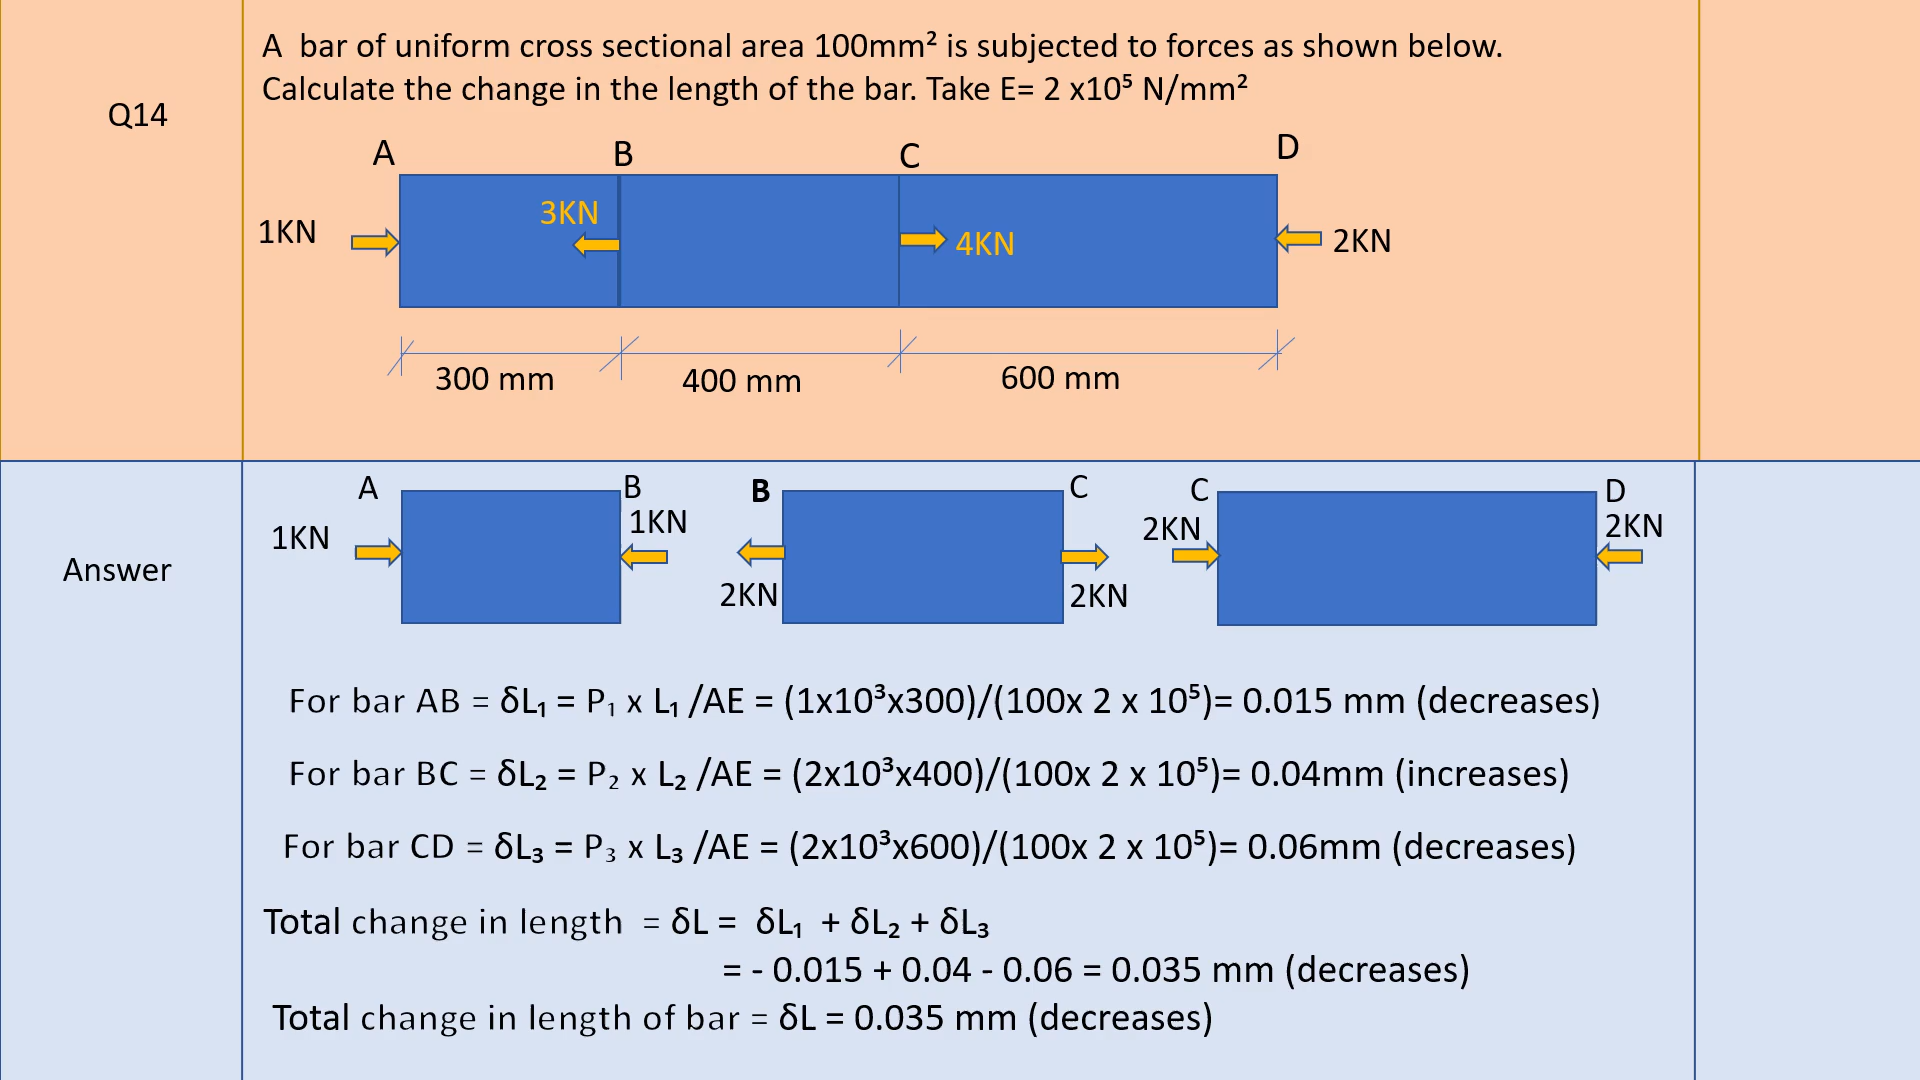 A bar of uniform cross sectional area 100mm² is subjected to forces as shown below.
Calculate the change in the length of the bar. Take E= 2 x10⁵ N/mm²
Q14
A B C D
1KN 3KN 4KN 2KN
300 mm 400 mm 600 mm
A B B C C D
1KN 1KN 2KN 2KN 2KN 2KN
Answer
For bar AB = δL₁ = P₁ x L₁ /AE = (1x10³x300)/(100x 2 x 10⁵)= 0.015 mm (decreases)
For bar BC = δL₂ = P₂ x L₂ /AE = (2x10³x400)/(100x 2 x 10⁵)= 0.04mm (increases)
For bar CD = δL₃ = P₃ x L₃ /AE = (2x10³x600)/(100x 2 x 10⁵)= 0.06mm (decreases)
Total change in length = δL = δL₁ + δL₂ + δL₃
= - 0.015 + 0.04 - 0.06 = 0.035 mm (decreases)
Total change in length of bar = δL = 0.035 mm (decreases)